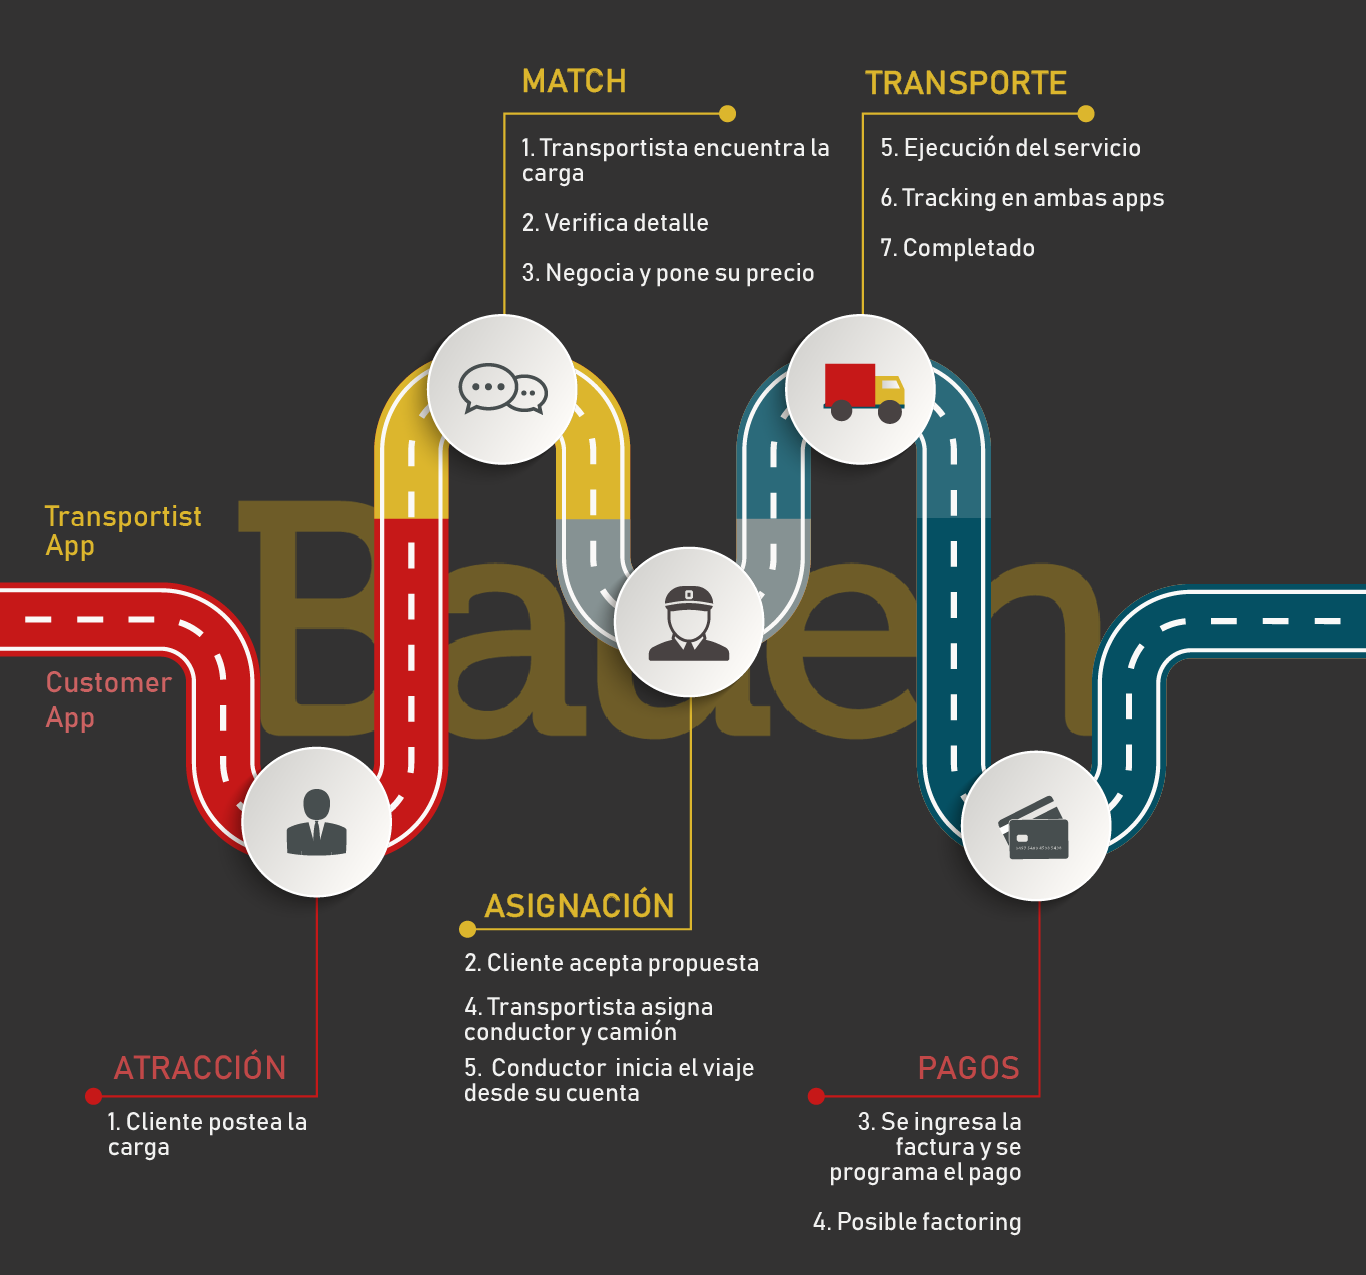 MATCH
1. Transportista encuentra la
carga
2. Verifica detalle
3. Negocia y pone su precio
TRANSPORTE
5. Ejecución del servicio
6. Tracking en ambas apps
7. Completado
Transportist
App
Customer
App
Bauen
ASIGNACIÓN
2. Cliente acepta propuesta
4. Transportista asigna
conductor y camión
5. Conductor inicia el viaje
desde su cuenta
ATRACCIÓN
1. Cliente postea la
carga
PAGOS
3. Se ingresa la
factura y se
programa el pago
4. Posible factoring